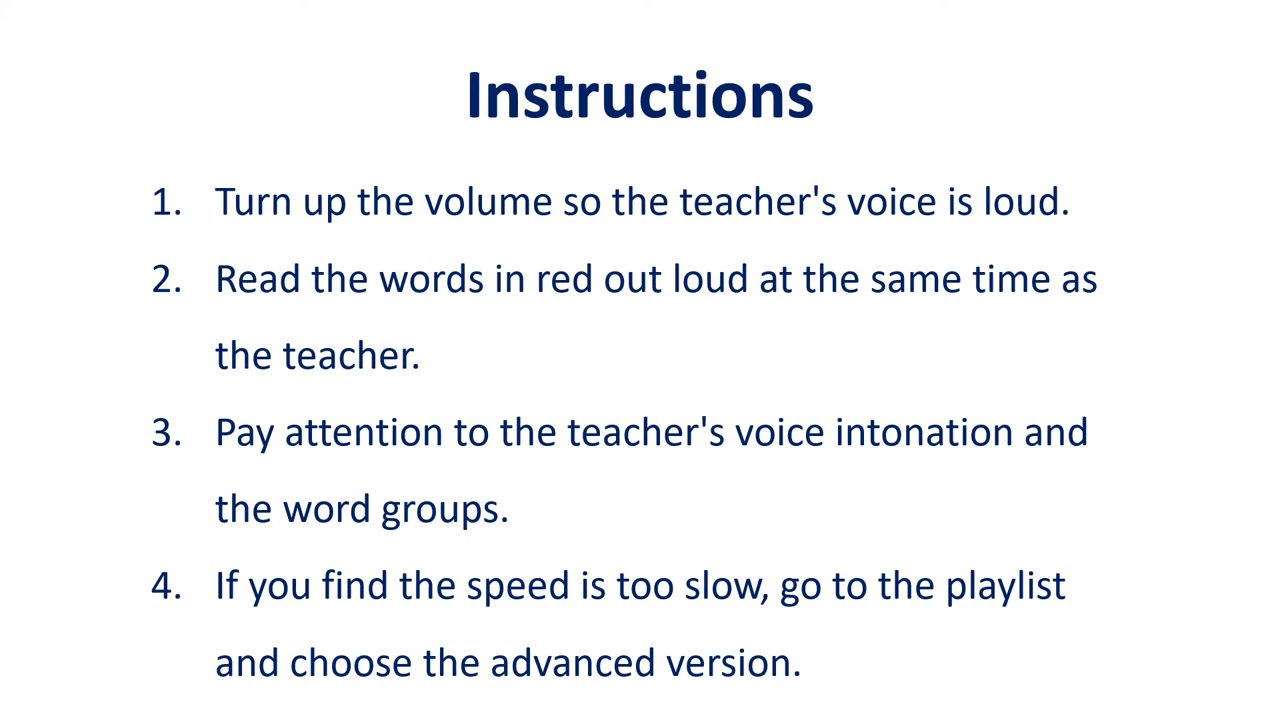 Instructions
1. Turn up the volume so the teacher's voice is loud.
2. Read the words in red out loud at the same time as
the teacher.
3. Pay attention to the teacher's voice intonation and
the word groups.
4. If you find the speed is too slow, go to the playlist
and choose the advanced version.